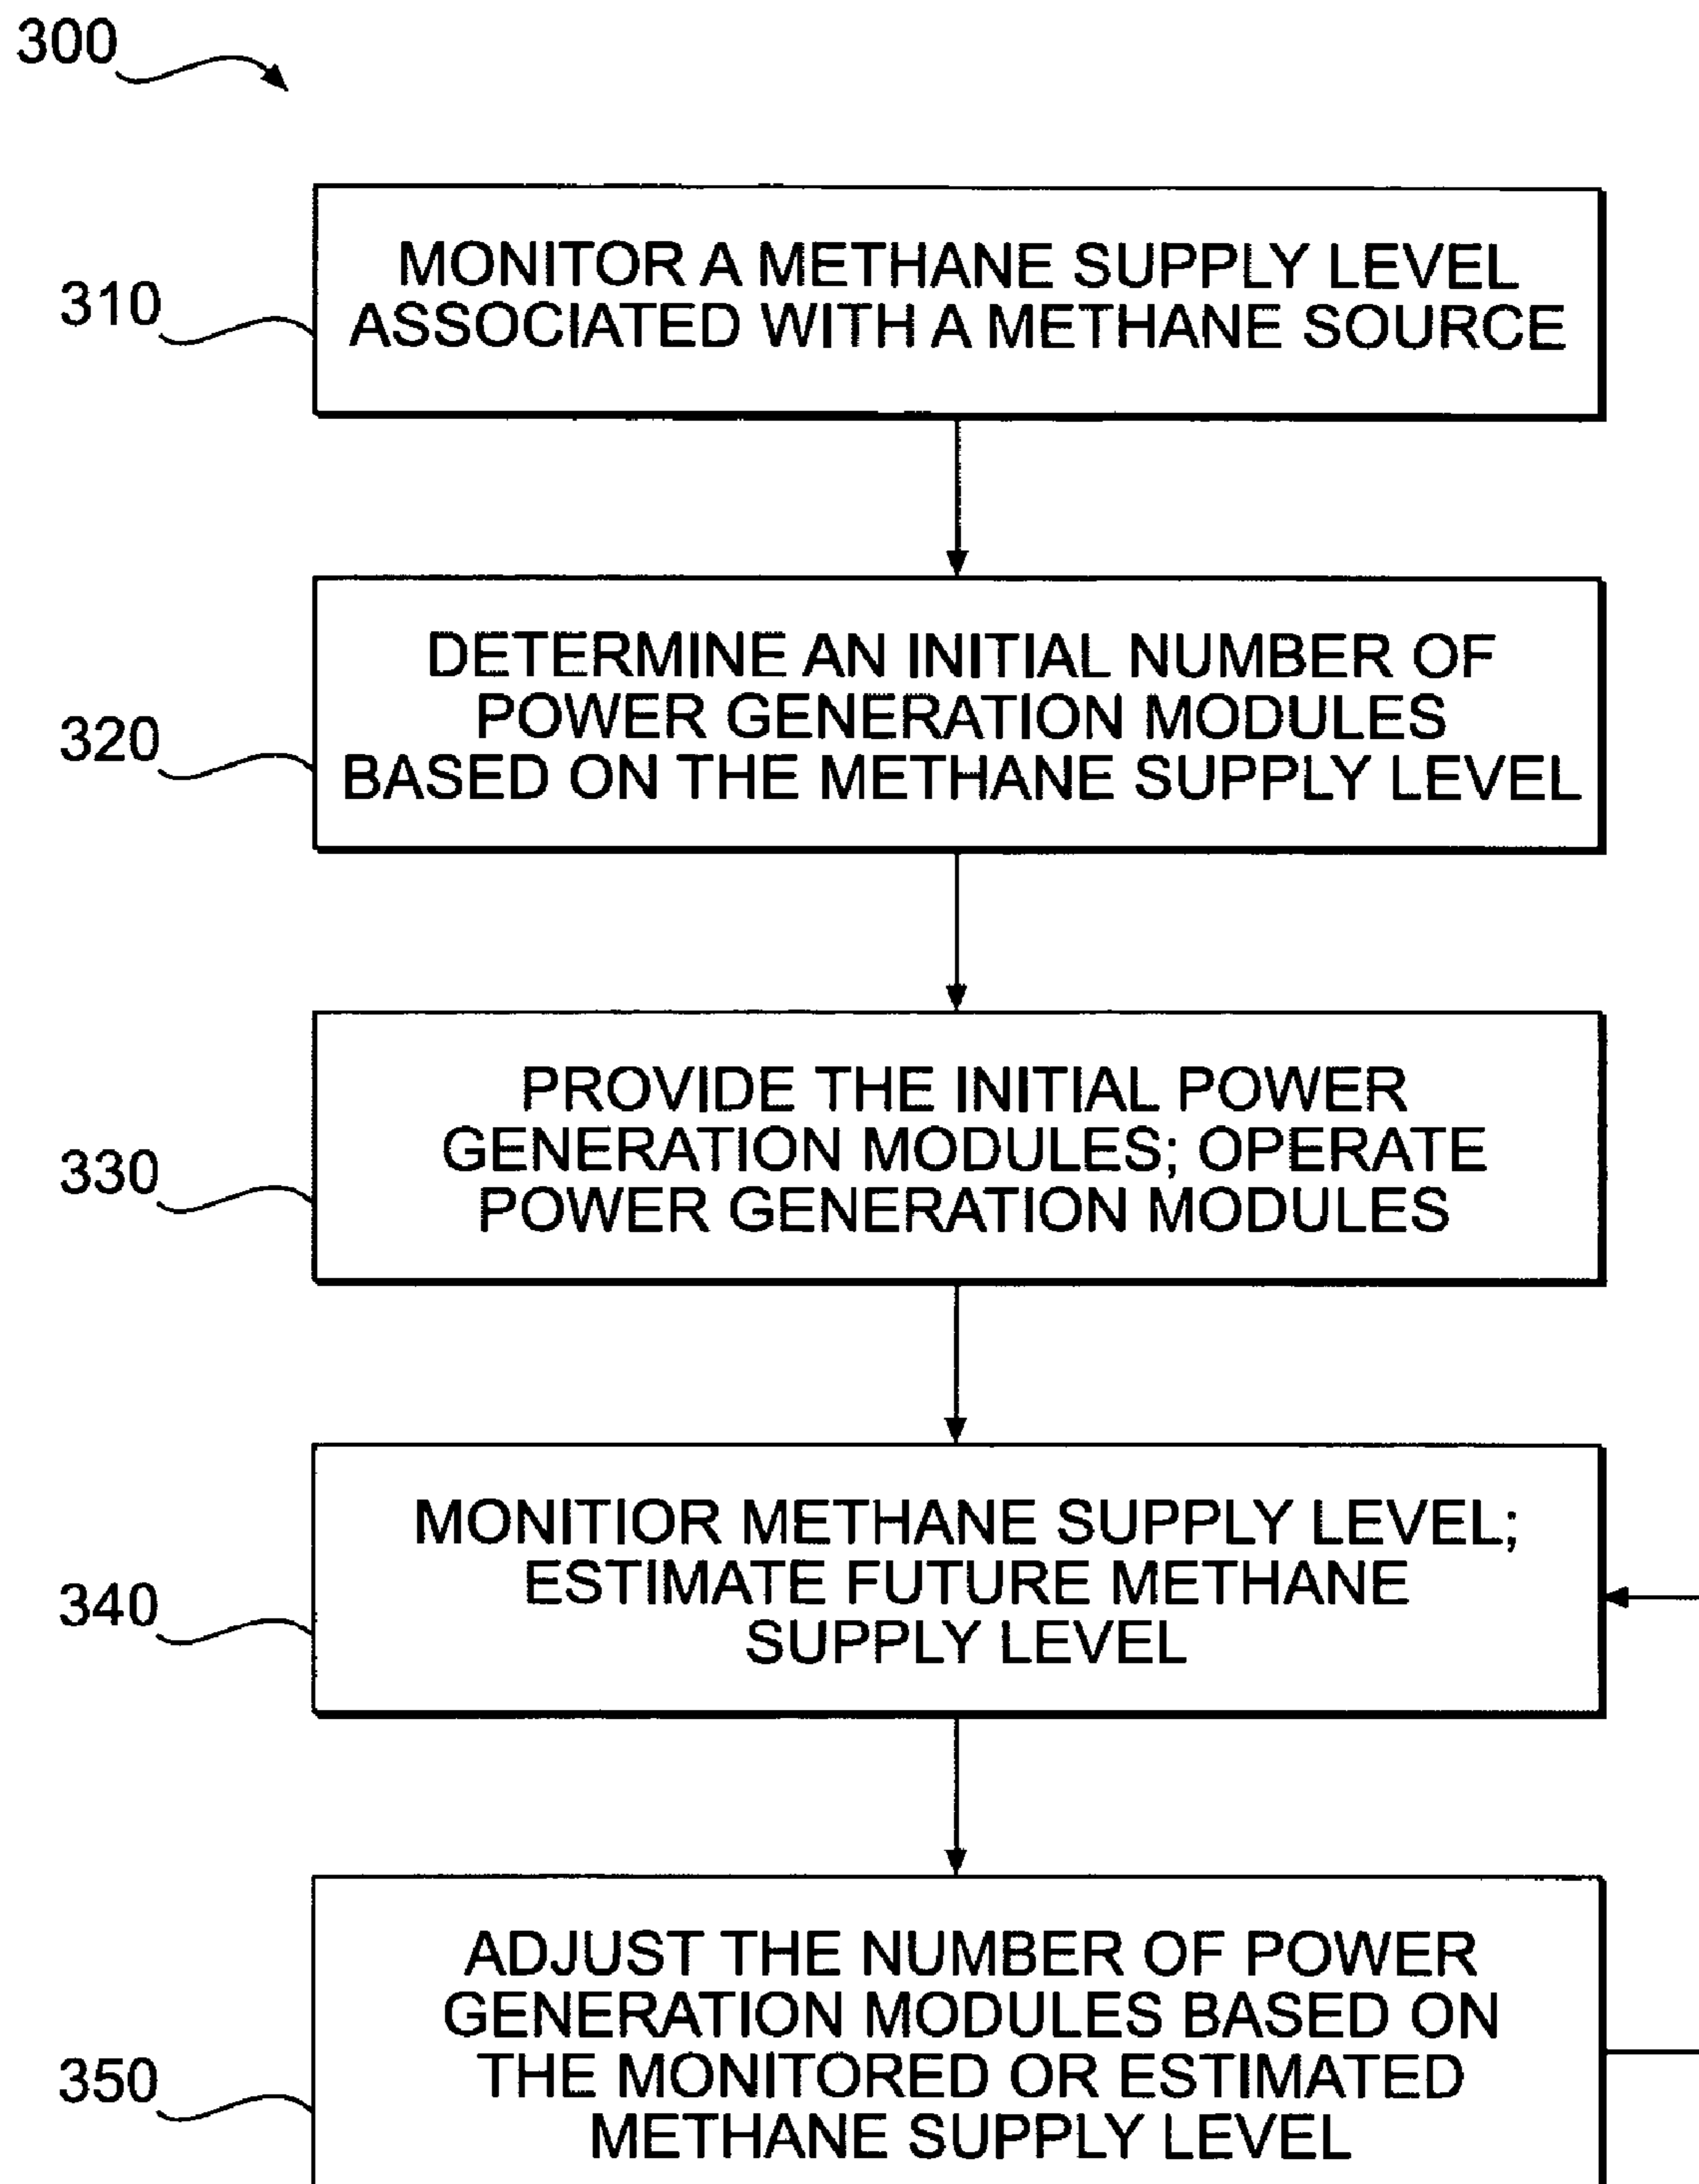 300
310
MONITOR A METHANE SUPPLY LEVEL
ASSOCIATED WITH A METHANE SOURCE
320
DETERMINE AN INITIAL NUMBER OF
POWER GENERATION MODULES
BASED ON THE METHANE SUPPLY LEVEL
330
PROVIDE THE INITIAL POWER
GENERATION MODULES; OPERATE
POWER GENERATION MODULES
340
MONITIOR METHANE SUPPLY LEVEL;
ESTIMATE FUTURE METHANE
SUPPLY LEVEL
350
ADJUST THE NUMBER OF POWER
GENERATION MODULES BASED ON
THE MONITORED OR ESTIMATED
METHANE SUPPLY LEVEL